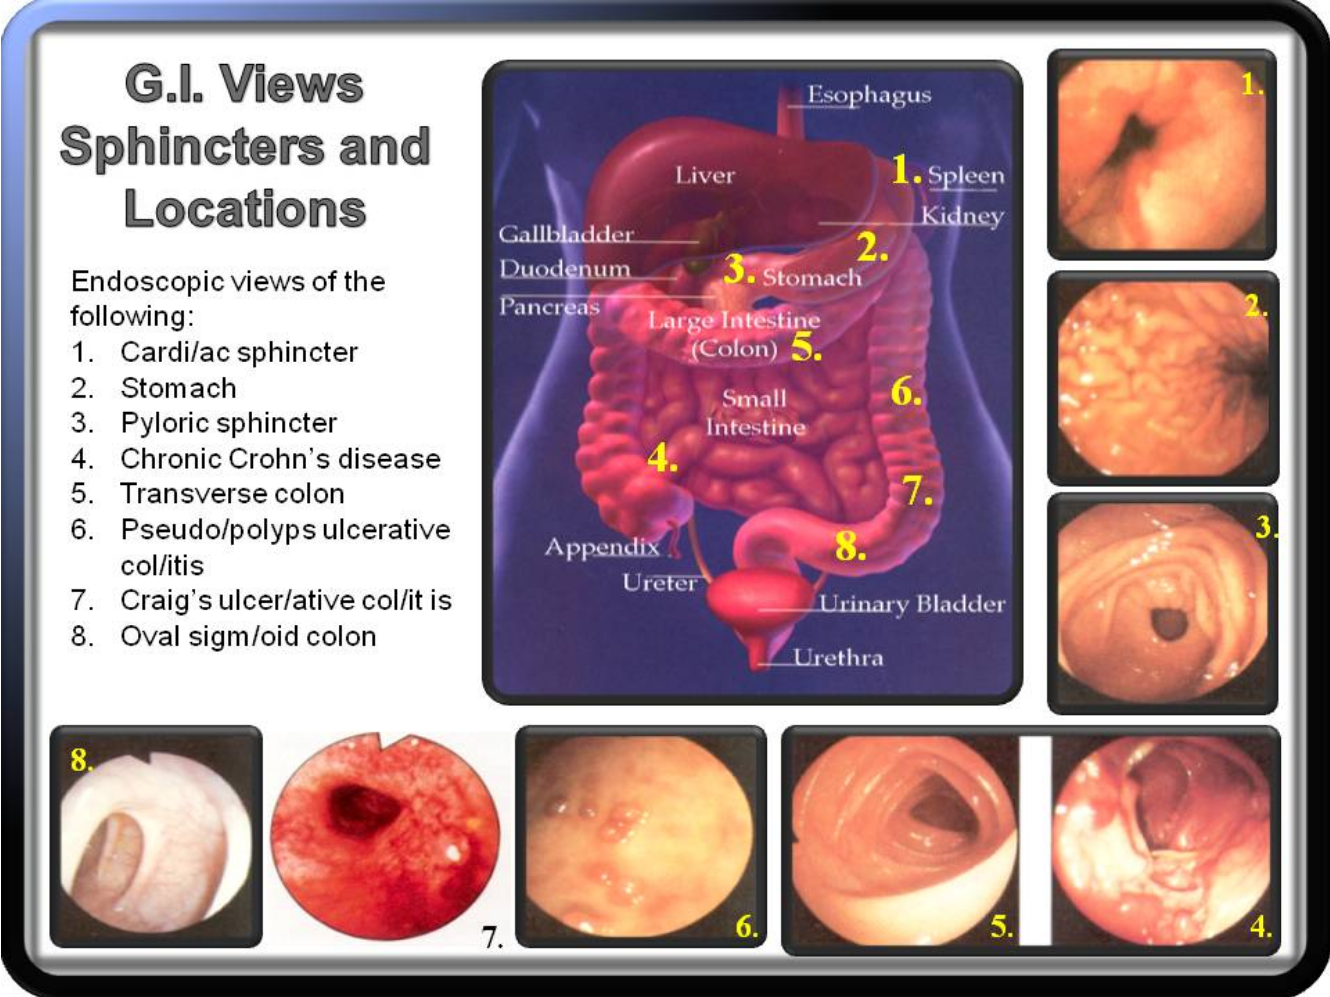 G.I. Views
Sphincters and
Locations
Endoscopic views of the
following:
1. Cardi/ac sphincter
2. Stomach
3. Pyloric sphincter
4. Chronic Crohn's disease
5. Transverse colon
6. Pseudo/polyps ulcerative
col/itis
7. Craig's ulcer/ative col/it is
8. Oval sigm/oid colon
Esophagus
Liver
1. Spleen
Kidney
Gallbladder
2.
Duodenum
3. Stomach
Pancreas
Large Intestine
(Colon) 5.
6.
Small
Intestine
4.
7.
Appendix
8.
Ureter
Urinary Bladder
Urethra
1.
2.
3.
8.
7.
6.
5.
4.